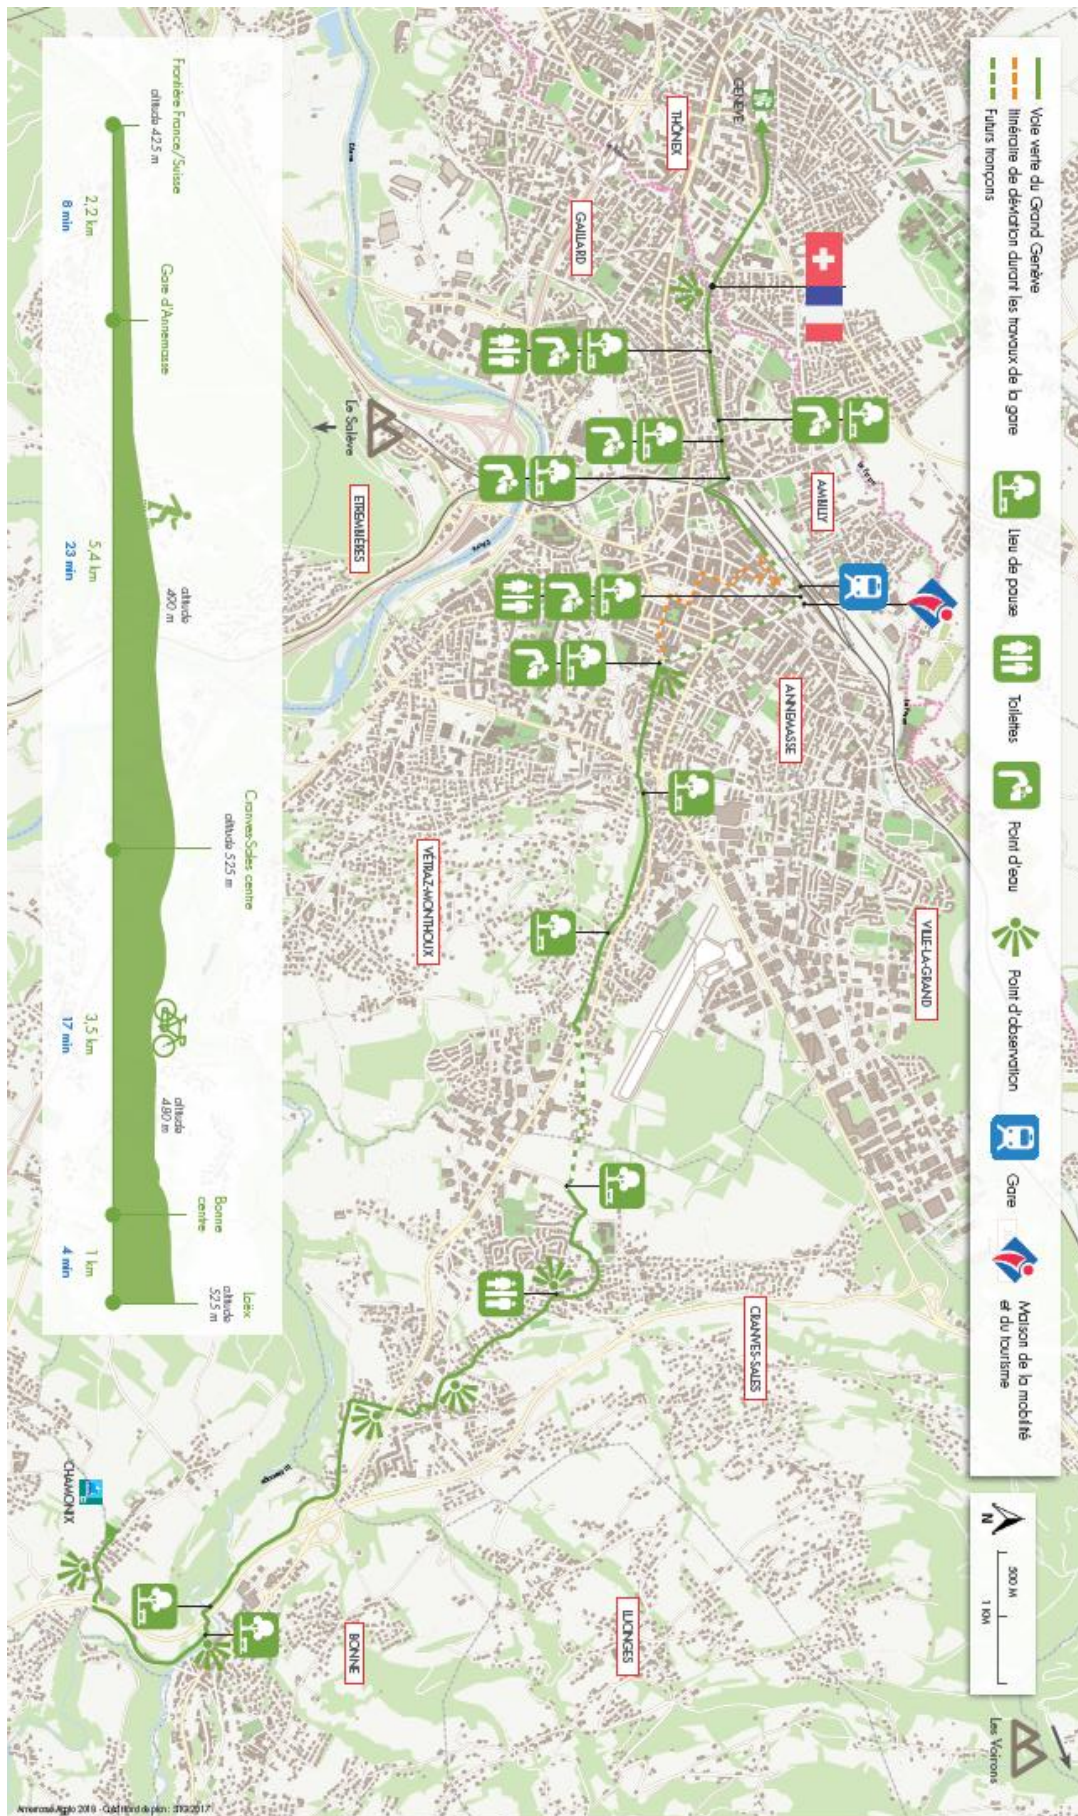 Voie verte du Grand Genève
Itinéraire de déviation durant les travaux de la gare
Futurs tronçons
Lieu de pause
Toilettes
Point d'eau
Point d'observation
Gare
Maison de la mobilité
et du tourisme
N
500 M
1 KM
Les Voirons
GENÈVE
THÔNEX
GAILLARD
AMBILLY
Le Salève
ETREMBIÈRES
ANNEMASSE
VILLE-LA-GRAND
VÉTRAZ-MONTHOUX
CRANVES-SALES
LUCINGES
BONNE
CHAMONIX
Frontière France/Suisse
altitude 425 m
2,2 km
8 min
Gare d'Annemasse
5,4 km
23 min
altitude
490 m
Cranves-Sales centre
altitude 525 m
3,5 km
17 min
altitude
480 m
Bonne
centre
1 km
4 min
Loëx
altitude
525 m